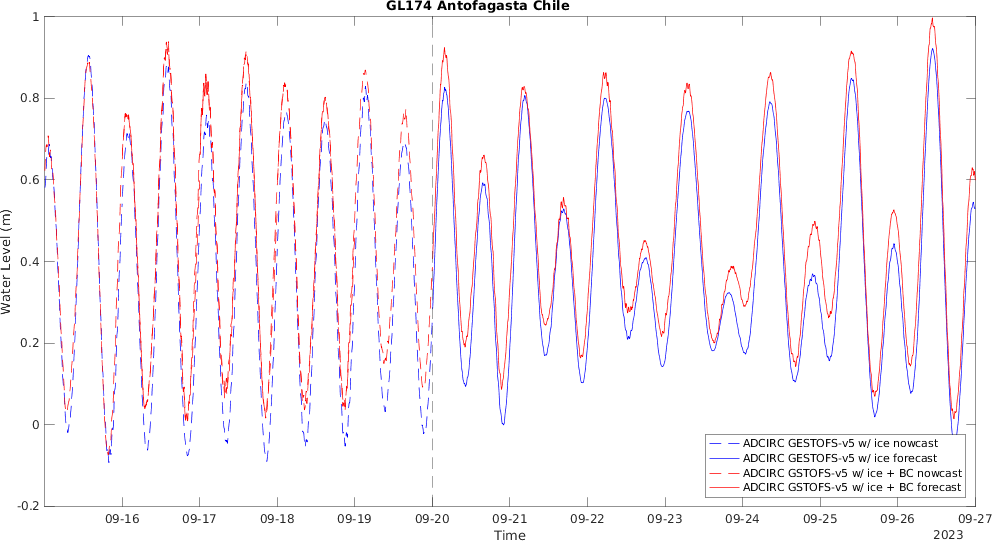 GL174 Antofagasta Chile
1
0.8
0.6
0.4
0.2
0
-0.2
Water Level (m)
ADCIRC GESTOFS-v5 w/ ice nowcast
ADCIRC GESTOFS-v5 w/ ice forecast
ADCIRC GSTOFS-v5 w/ ice + BC nowcast
ADCIRC GSTOFS-v5 w/ ice + BC forecast
09-16 09-17 09-18 09-19 09-20 09-21 09-22 09-23 09-24 09-25 09-26 09-27
Time
2023